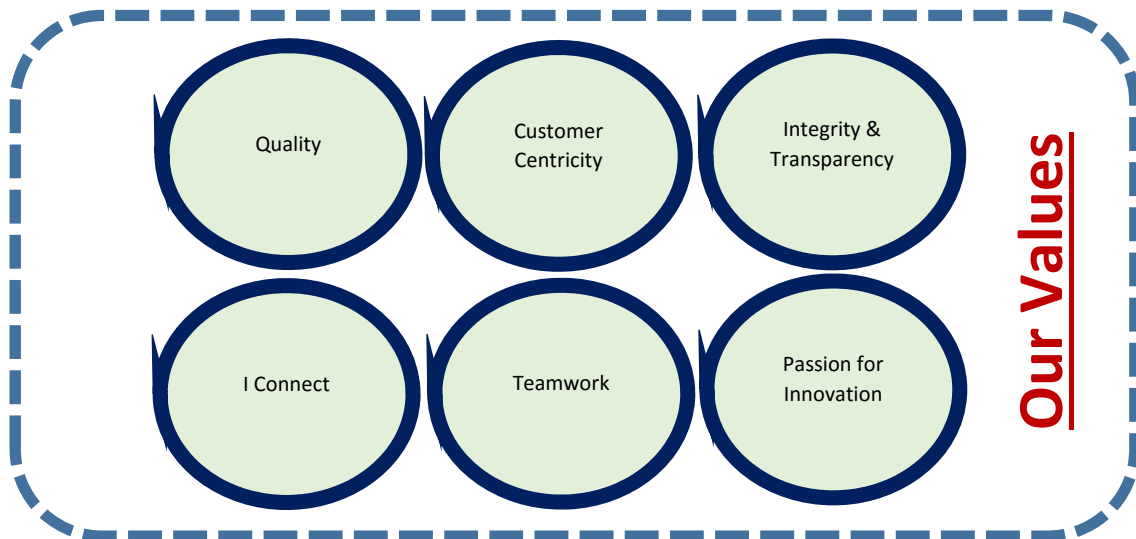 Quality
Customer
Centricity
Integrity &
Transparency
I Connect
Teamwork
Passion for
Innovation
Our Values